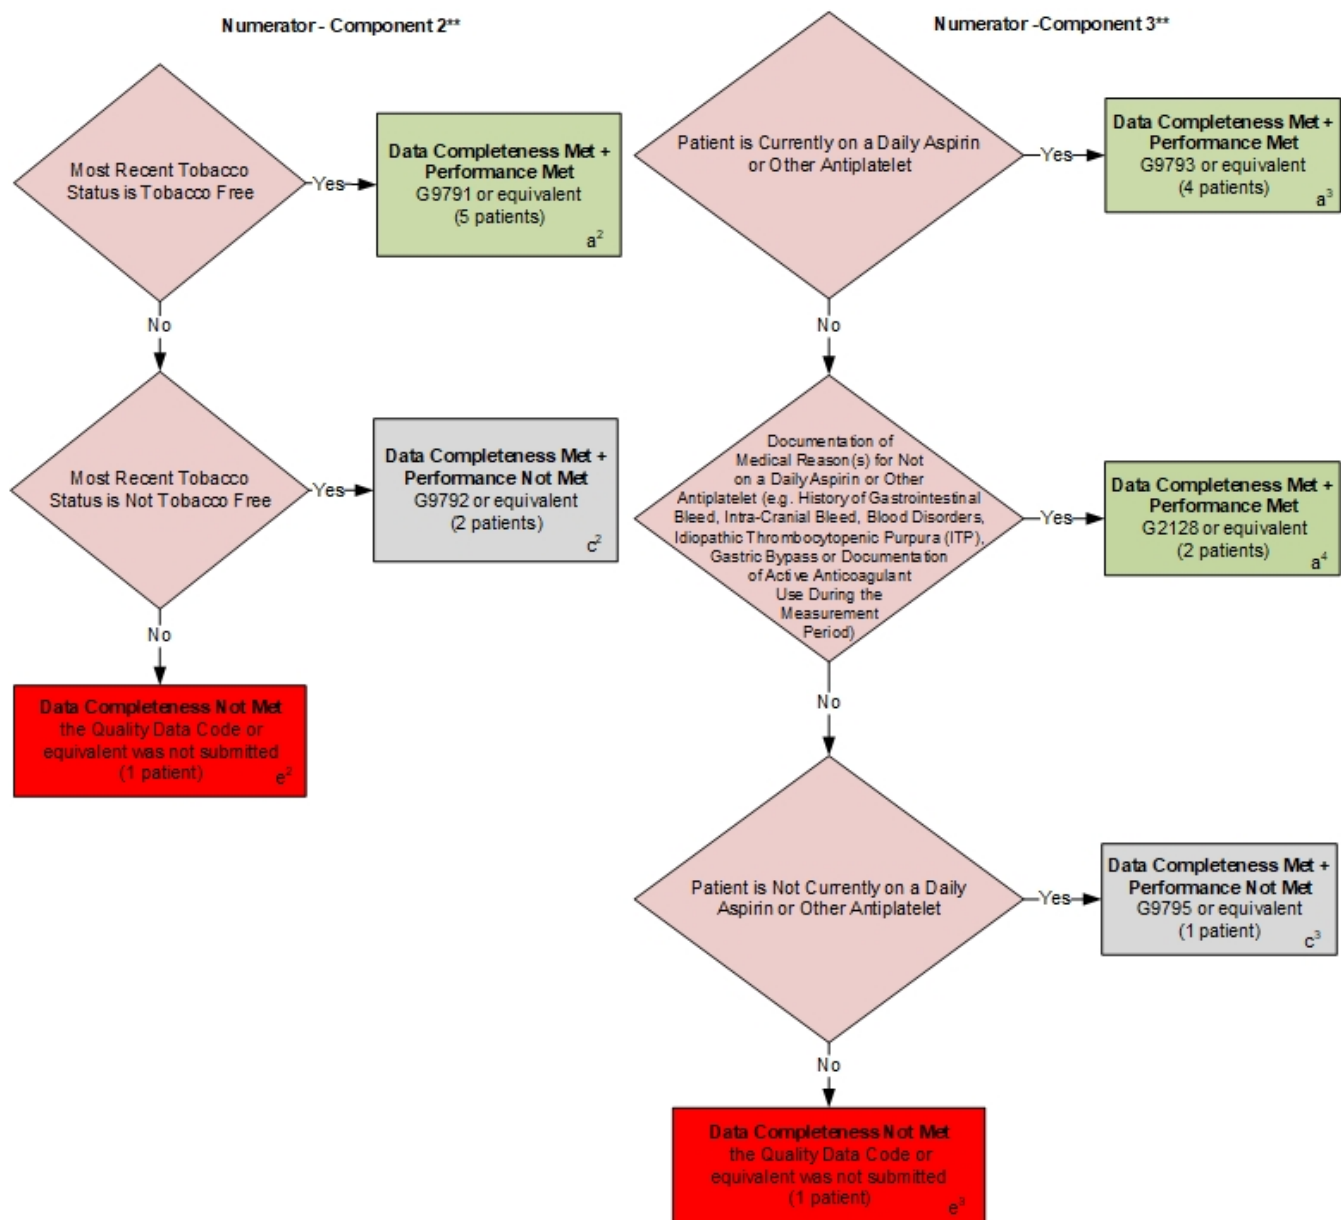 Numerator - Component 2**
Most Recent Tobacco
Status is Tobacco Free
Yes
Data Completeness Met +
Performance Met
G9791 or equivalent
(5 patients)
a²
No
Most Recent Tobacco
Status is Not Tobacco Free
Yes
Data Completeness Met +
Performance Not Met
G9792 or equivalent
(2 patients)
c²
No
Data Completeness Not Met
the Quality Data Code or
equivalent was not submitted
(1 patient)
e²
Numerator -Component 3**
Patient is Currently on a Daily Aspirin
or Other Antiplatelet
Yes
Data Completeness Met +
Performance Met
G9793 or equivalent
(4 patients)
a³
No
Documentation of
Medical Reason(s) for Not
on a Daily Aspirin or Other
Antiplatelet (e.g. History of Gastrointestinal
Bleed, Intra-Cranial Bleed, Blood Disorders,
Idiopathic Thrombocytopenic Purpura (ITP),
Gastric Bypass or Documentation
of Active Anticoagulant
Use During the
Measurement
Period)
Yes
Data Completeness Met +
Performance Met
G2128 or equivalent
(2 patients)
a⁴
No
Patient is Not Currently on a Daily
Aspirin or Other Antiplatelet
Yes
Data Completeness Met +
Performance Not Met
G9795 or equivalent
(1 patient)
c³
No
Data Completeness Not Met
the Quality Data Code or
equivalent was not submitted
(1 patient)
e³